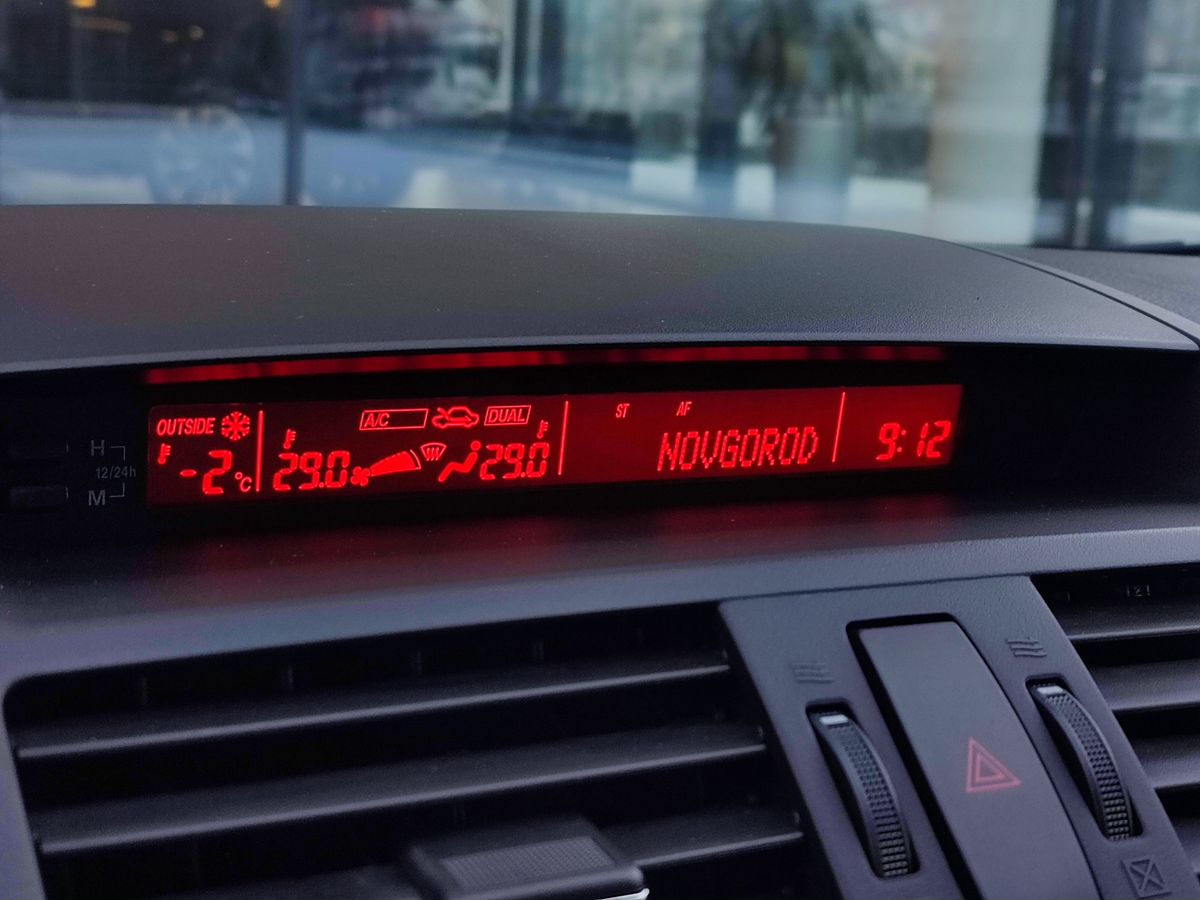 OUTSIDE A/C DUAL ST AF
-2°C 29.0 29.0 NOVGOROD 9:12
H
12/24h
M